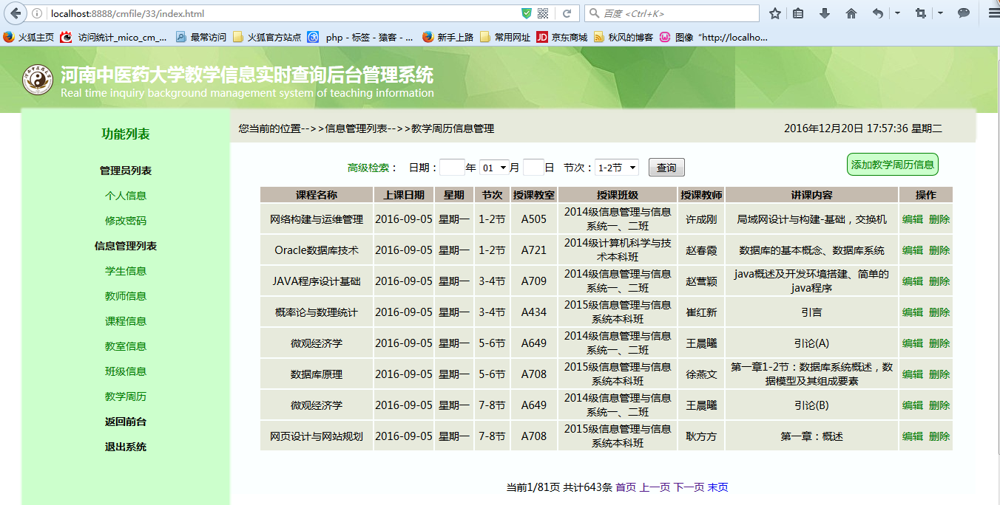 localhost:8888/cmfile/33/index.html
百度 <Ctrl+K>
火狐主页 访问统计_mico_cm_... 最常访问 火狐官方站点 php - 标签 - 猿客 - ... 新手上路 常用网址 JD 京东商城 秋风的博客 图像 “http://localho...
河南中医药大学教学信息实时查询后台管理系统
Real time inquiry background management system of teaching information
功能列表
管理员列表
个人信息
修改密码
信息管理列表
学生信息
教师信息
课程信息
教室信息
班级信息
教学周历
返回前台
退出系统
您当前的位置-->>信息管理列表-->>教学周历信息管理 2016年12月20日 17:57:36 星期二
高级检索： 日期： 年 01 月 日 节次： 1-2节 查询 添加教学周历信息
课程名称 上课日期 星期 节次 授课教室 授课班级 授课教师 讲课内容 操作
网络构建与运维管理 2016-09-05 星期一 1-2节 A505 2014级信息管理与信息系统一、二班 许成刚 局域网设计与构建-基础，交换机 编辑 删除
Oracle数据库技术 2016-09-05 星期一 1-2节 A721 2014级计算机科学与技术本科班 赵春霞 数据库的基本概念、数据库系统 编辑 删除
JAVA程序设计基础 2016-09-05 星期一 3-4节 A709 2014级信息管理与信息系统一、二班 赵营颖 java概述及开发环境搭建、简单的java程序 编辑 删除
概率论与数理统计 2016-09-05 星期一 3-4节 A434 2015级信息管理与信息系统本科班 崔红新 引言 编辑 删除
微观经济学 2016-09-05 星期一 5-6节 A649 2014级信息管理与信息系统一、二班 王晨曦 引论(A) 编辑 删除
数据库原理 2016-09-05 星期一 5-6节 A708 2015级信息管理与信息系统本科班 徐燕文 第一章1-2节：数据库系统概述，数据模型及其组成要素 编辑 删除
微观经济学 2016-09-05 星期一 7-8节 A649 2014级信息管理与信息系统一、二班 王晨曦 引论(B) 编辑 删除
网页设计与网站规划 2016-09-05 星期一 7-8节 A708 2015级信息管理与信息系统本科班 耿方方 第一章：概述 编辑 删除
当前1/81页 共计643条 首页 上一页 下一页 末页